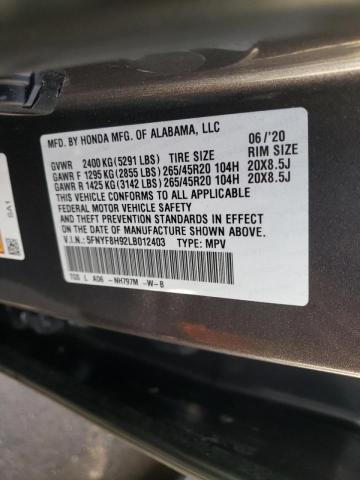 MFD. BY HONDA MFG. OF ALABAMA, LLC 06/'20
GVWR 2400 KG(5291 LBS) TIRE SIZE RIM SIZE
GAWR F 1295 KG(2855 LBS)265/45R20 104H 20X8.5J
GAWR R 1425 KG(3142 LBS)265/45R20 104H 20X8.5J
THIS VEHICLE CONFORMS TO ALL APPLICABLE
FEDERAL MOTOR VEHICLE SAFETY STANDARDS IN EFFECT ON THE
DATE OF MANUFACTURE SHOWN ABOVE.
V.I.N.:5FNYF8H92LB012403 TYPE: MPV
TGS L A06 -NH797M -W-B
SA1